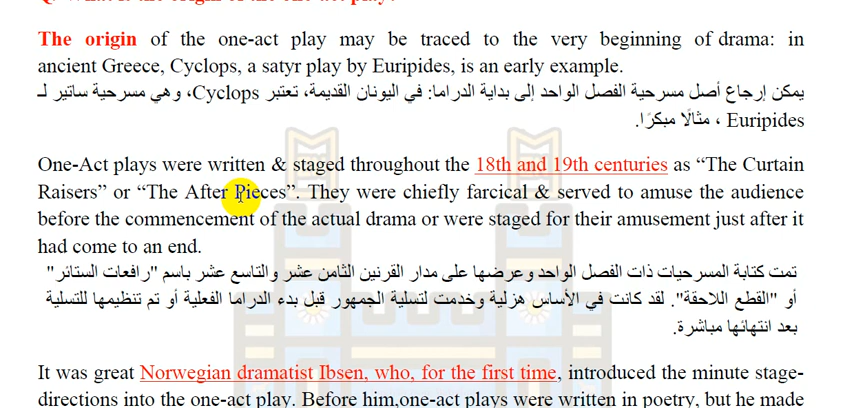 The origin of the one-act play may be traced to the very beginning of drama: in
ancient Greece, Cyclops, a satyr play by Euripides, is an early example.
يمكن إرجاع أصل مسرحية الفصل الواحد إلى بداية الدراما: في اليونان القديمة، تعتبر Cyclops، وهي مسرحية ساتير لـ
Euripides ، مثالًا مبكرًا.
One-Act plays were written & staged throughout the 18th and 19th centuries as “The Curtain
Raisers” or “The After Pieces”. They were chiefly farcical & served to amuse the audience
before the commencement of the actual drama or were staged for their amusement just after it
had come to an end.
تمت كتابة المسرحيات ذات الفصل الواحد وعرضها على مدار القرنين الثامن عشر والتاسع عشر باسم "رافعات الستائر"
أو "القطع اللاحقة". لقد كانت في الأساس هزلية وخدمت لتسلية الجمهور قبل بدء الدراما الفعلية أو تم تنظيمها للتسلية
بعد انتهائها مباشرة.
It was great Norwegian dramatist Ibsen, who, for the first time, introduced the minute stage-
directions into the one-act play. Before him,one-act plays were written in poetry, but he made